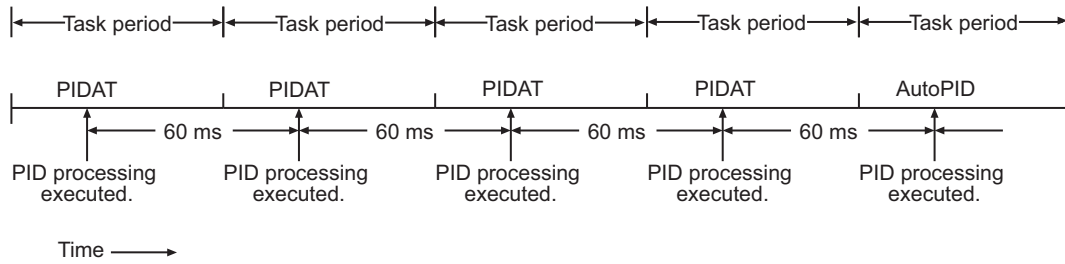 Task period Task period Task period Task period Task period
PIDAT PIDAT PIDAT PIDAT AutoPID
60 ms 60 ms 60 ms 60 ms
PID processing PID processing PID processing PID processing PID processing
executed. executed. executed. executed. executed.
Time